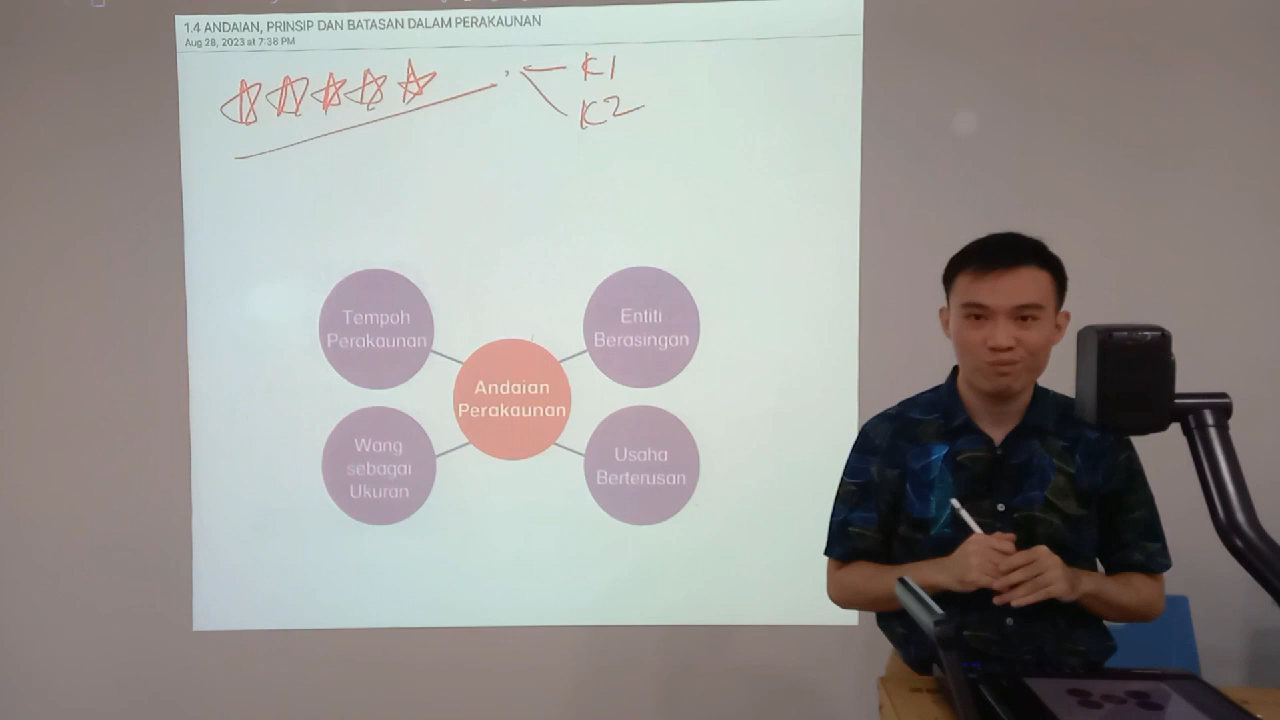 1.4 ANDAIAN, PRINSIP DAN BATASAN DALAM PERAKAUNAN
Aug 28, 2023 at 7:38 PM
K1
K2
Tempoh
Perakaunan
Entiti
Berasingan
Andaian
Perakaunan
Wang
sebagai
Ukuran
Usaha
Berterusan